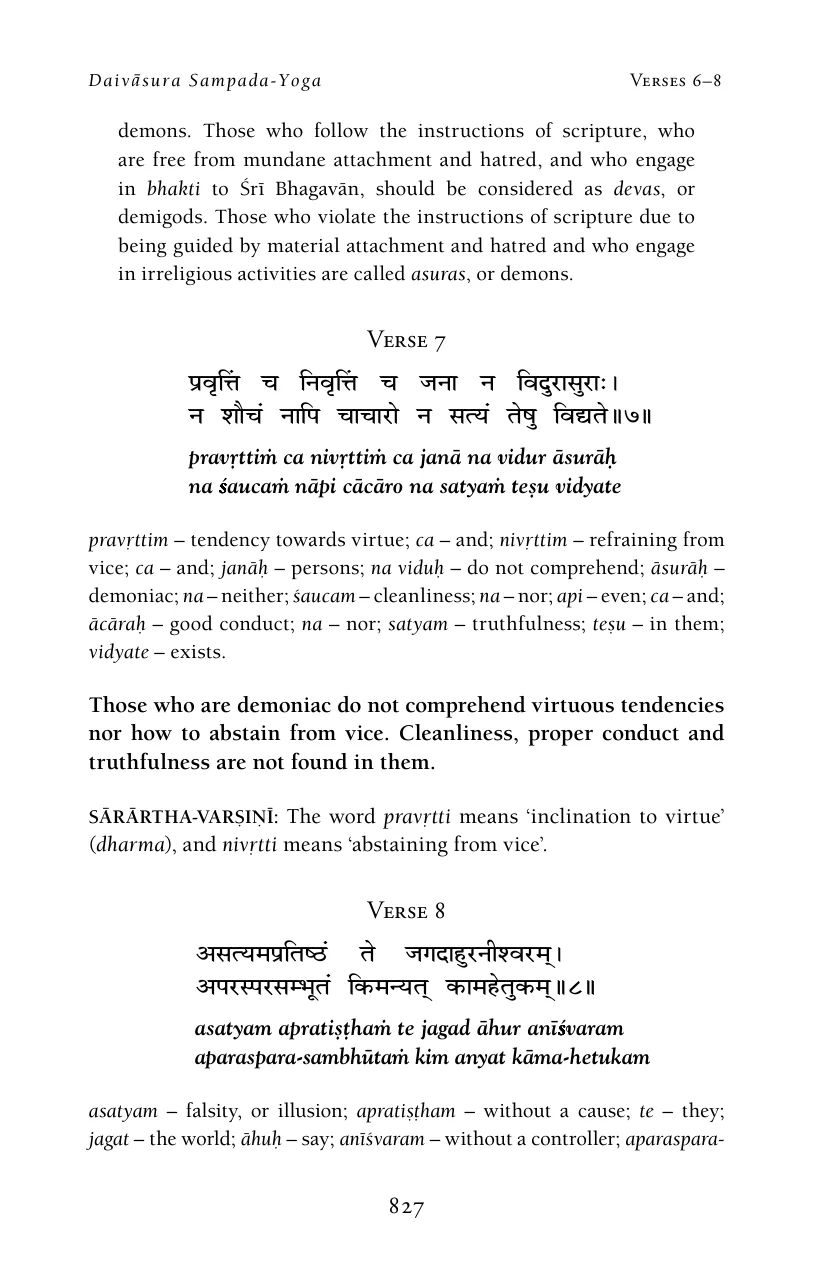 Daivāsura Sampada-Yoga Verses 6–8
demons. Those who follow the instructions of scripture, who
are free from mundane attachment and hatred, and who engage
in bhakti to Śrī Bhagavān, should be considered as devas, or
demigods. Those who violate the instructions of scripture due to
being guided by material attachment and hatred and who engage
in irreligious activities are called asuras, or demons.
Verse 7
प्रवृत्तिं च निवृत्तिं च जना न विदुरासुराः।
न शौचं नापि चाचारो न सत्यं तेषु विद्यते॥७॥
pravṛttiṁ ca nivṛttiṁ ca janā na vidur āsurāḥ
na śaucaṁ nāpi cācāro na satyaṁ teṣu vidyate
pravṛttim – tendency towards virtue; ca – and; nivṛttim – refraining from
vice; ca – and; janāḥ – persons; na viduḥ – do not comprehend; āsurāḥ –
demoniac; na – neither; śaucam – cleanliness; na – nor; api – even; ca – and;
ācāraḥ – good conduct; na – nor; satyam – truthfulness; teṣu – in them;
vidyate – exists.
Those who are demoniac do not comprehend virtuous tendencies
nor how to abstain from vice. Cleanliness, proper conduct and
truthfulness are not found in them.
SĀRĀRTHA-VARṢIṆĪ: The word pravṛtti means ‘inclination to virtue’
(dharma), and nivṛtti means ‘abstaining from vice’.
Verse 8
असत्यमप्रतिष्ठं ते जगदाहुरनीश्वरम्।
अपरस्परसम्भूतं किमन्यत् कामहेतुकम्॥८॥
asatyam apratiṣṭhaṁ te jagad āhur anīśvaram
aparaspara-sambhūtaṁ kim anyat kāma-hetukam
asatyam – falsity, or illusion; apratiṣṭham – without a cause; te – they;
jagat – the world; āhuḥ – say; anīśvaram – without a controller; aparaspara-
827